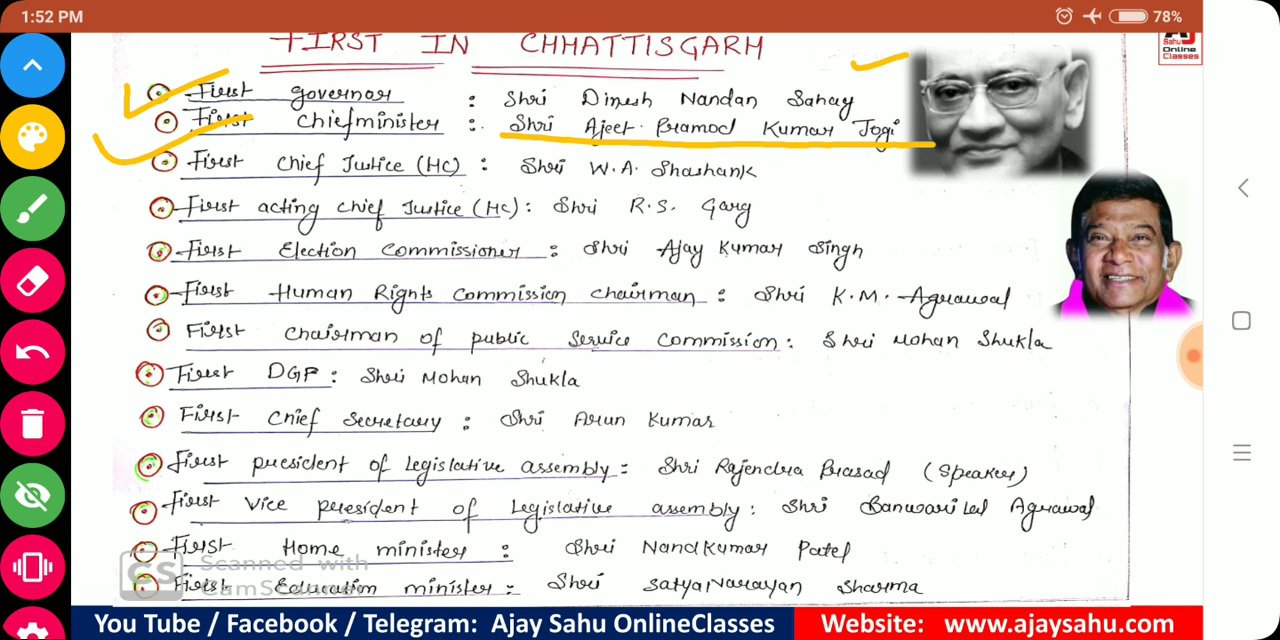 1:52 PM
78%
FIRST IN CHHATTISGARH
Sahu
Online
Classes
First governor : Shri Dinesh Nandan Sahay
First Chiefminister : Shri Ajeet Pramod Kumar Jogi
First Chief Justice (HC) : Shri W.A. Shashank
First acting Chief Justice (HC) : Shri R.S. Garg
First Election Commissioner : Shri Ajay Kumar Singh
First Human Rights Commission Chairman : Shri K.M. Agrawal
First Chairman of public Service Commission : Shri Mohan Shukla
First DGP : Shri Mohan Shukla
First Chief Secretary : Shri Arun Kumar
First president of legislative assembly : Shri Rajendra Prasad (Speaker)
First Vice president of legislative assembly : Shri Banwari Lal Agrawal
First Home minister : Shri NandKumar Patel
CS Scanned with
CamScanner
First Education minister : Shri SatyaNarayan Sharma
You Tube / Facebook / Telegram: Ajay Sahu OnlineClasses Website: www.ajaysahu.com